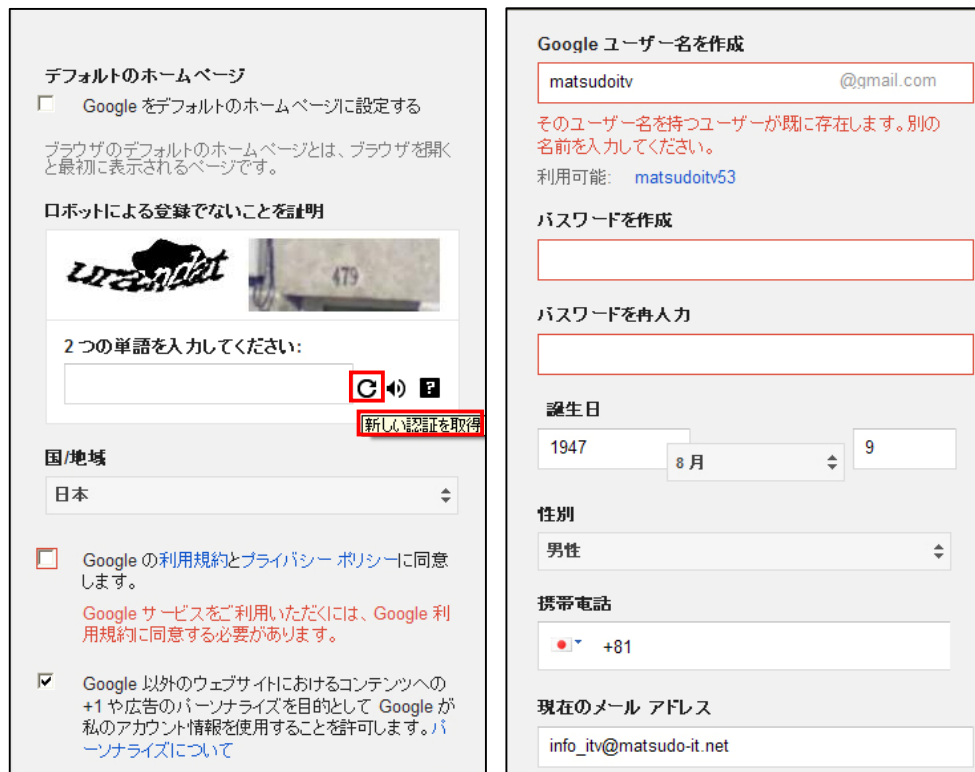 デフォルトのホームページ
Google をデフォルトのホームページに設定する
ブラウザのデフォルトのホームページとは、ブラウザを開く
と最初に表示されるページです。
ロボットによる登録でないことを証明
479
2 つの単語を入力してください:
新しい認証を取得
国/地域
日本
Google の利用規約とプライバシー ポリシーに同意
します。
Google サービスをご利用いただくには、Google 利
用規約に同意する必要があります。
Google 以外のウェブサイトにおけるコンテンツへの
+1 や広告のパーソナライズを目的として Google が
私のアカウント情報を使用することを許可します。パ
ーソナライズについて
Google ユーザー名を作成
matsudoitv @gmail.com
そのユーザー名を持つユーザーが既に存在します。別の
名前を入力してください。
利用可能: matsudoitv53
パスワードを作成
パスワードを再入力
誕生日
1947 8 月 9
性別
男性
携帯電話
+81
現在のメール アドレス
info_itv@matsudo-it.net